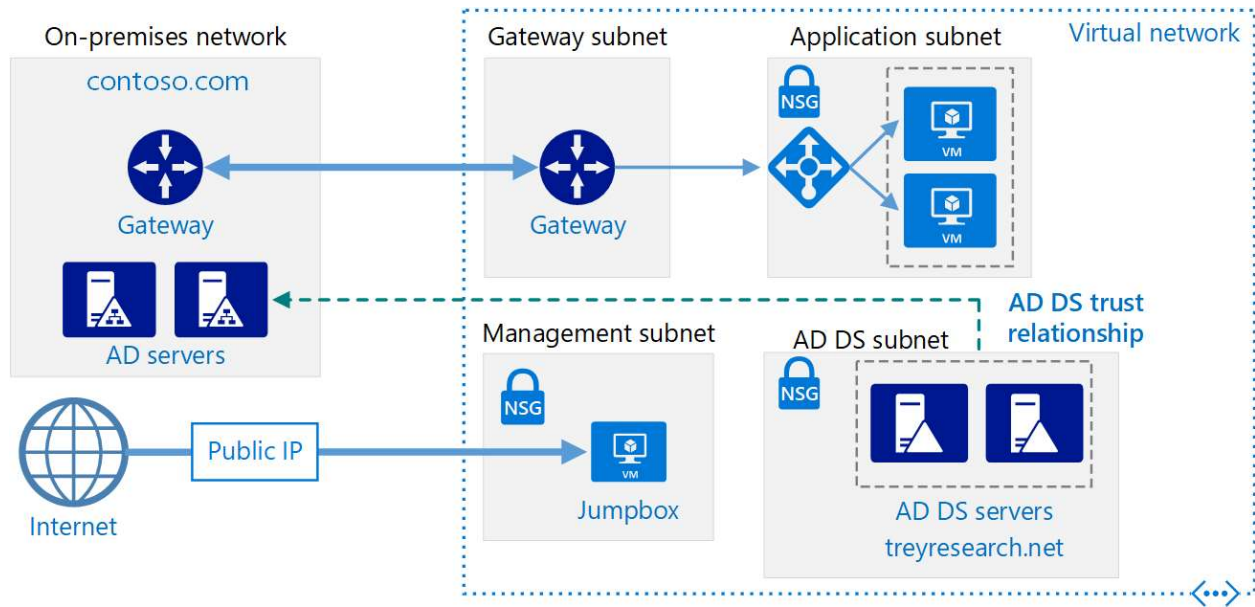 On-premises network
contoso.com
Gateway
AD servers
Internet
Public IP
Virtual network
Gateway subnet
Gateway
Application subnet
NSG
VM
VM
AD DS trust
relationship
Management subnet
NSG
VM
Jumpbox
AD DS subnet
NSG
AD DS servers
treyresearch.net